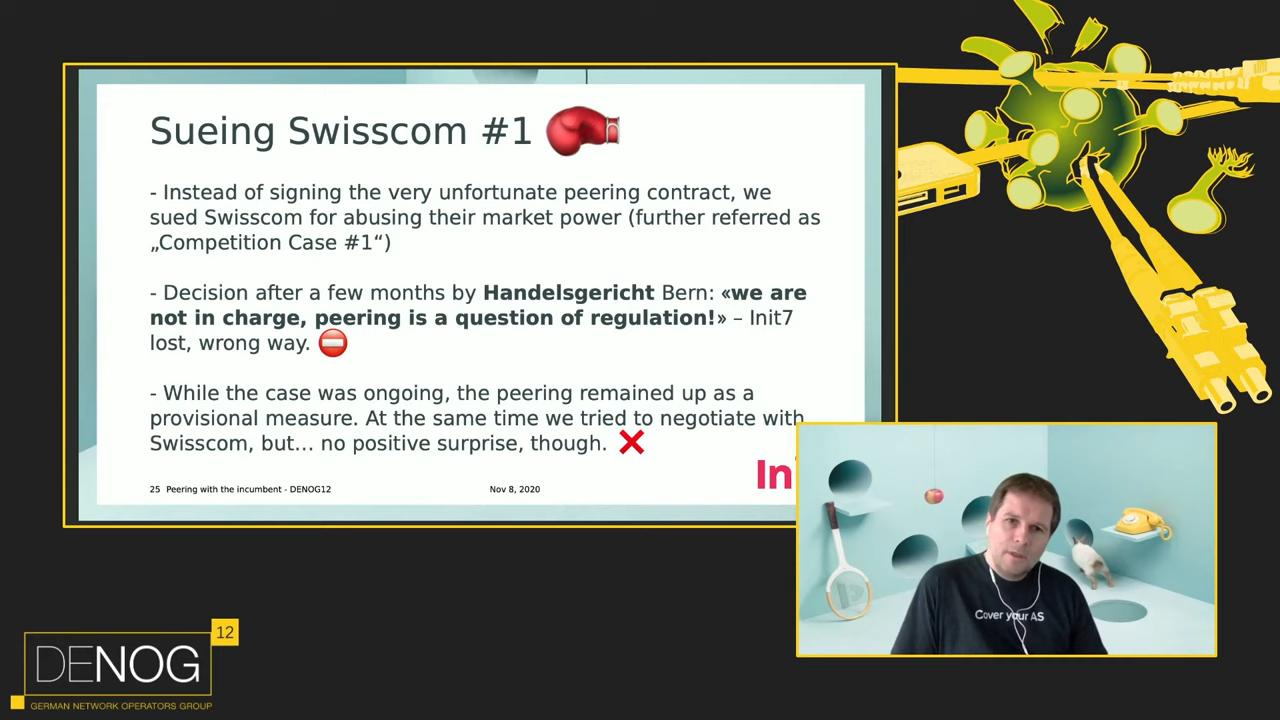 Sueing Swisscom #1
- Instead of signing the very unfortunate peering contract, we
sued Swisscom for abusing their market power (further referred as
„Competition Case #1“)
- Decision after a few months by Handelsgericht Bern: «we are
not in charge, peering is a question of regulation!» – Init7
lost, wrong way.
- While the case was ongoing, the peering remained up as a
provisional measure. At the same time we tried to negotiate with
Swisscom, but... no positive surprise, though.
25 Peering with the incumbent - DENOG12
Nov 8, 2020
In
Cover your AS
12
DENOG
GERMAN NETWORK OPERATORS GROUP